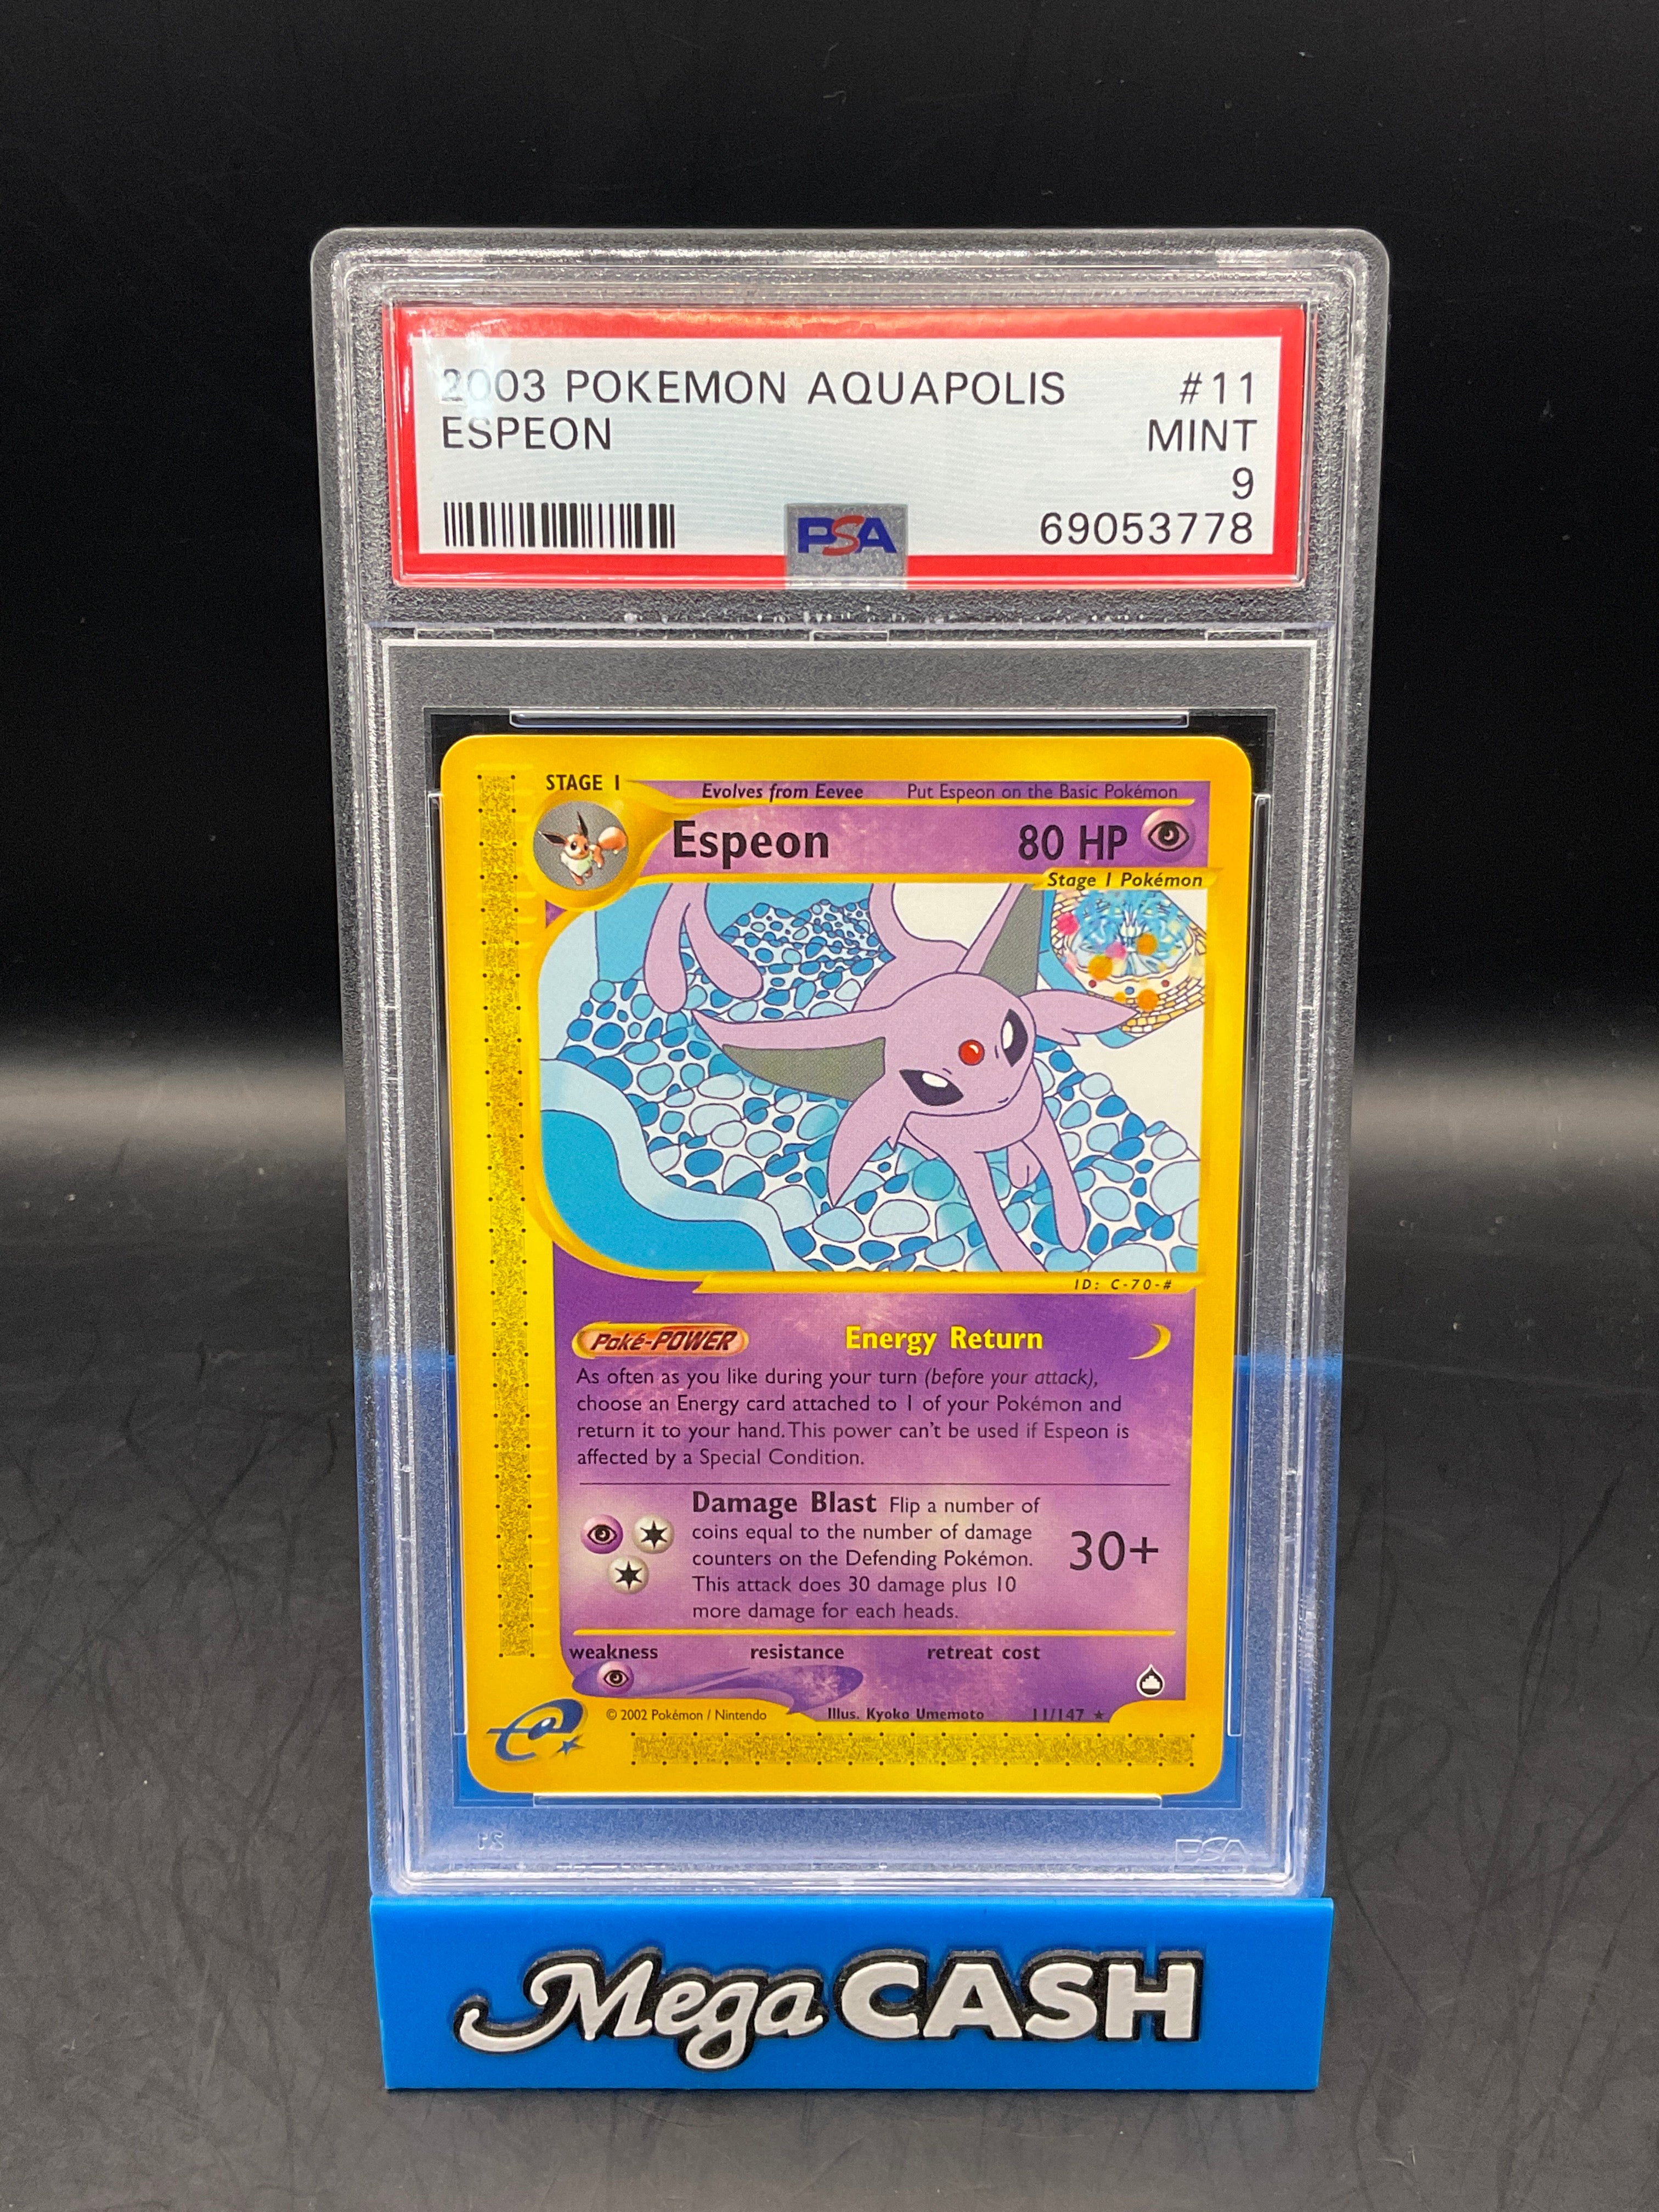 2003 POKEMON AQUAPOLIS #11
ESPEON MINT
9
PSA 69053778
STAGE 1 Evolves from Eevee Put Espeon on the Basic Pokémon
Espeon 80 HP
Stage 1 Pokémon
ID: C-70-#
Poké-POWER Energy Return
As often as you like during your turn (before your attack),
choose an Energy card attached to 1 of your Pokémon and
return it to your hand. This power can't be used if Espeon is
affected by a Special Condition.
Damage Blast Flip a number of
coins equal to the number of damage
counters on the Defending Pokémon.
This attack does 30 damage plus 10
more damage for each heads.
30+
weakness resistance retreat cost
e © 2002 Pokémon / Nintendo Illus. Kyoko Umemoto 11/147 ★
PSA
Mega CASH